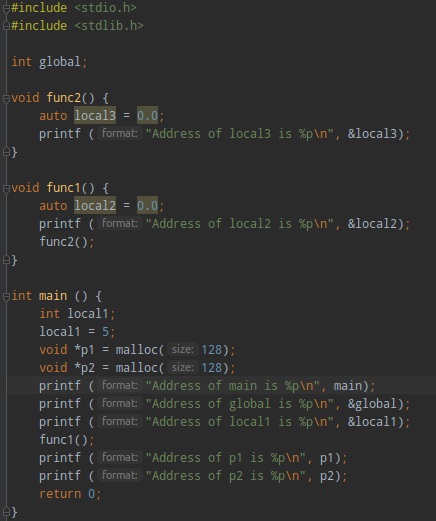 #include <stdio.h>
#include <stdlib.h>
int global;
void func2() {
auto local3 = 0.0;
printf ( format: "Address of local3 is %p\n", &local3);
}
void func1() {
auto local2 = 0.0;
printf ( format: "Address of local2 is %p\n", &local2);
func2();
}
int main () {
int local1;
local1 = 5;
void *p1 = malloc( size: 128);
void *p2 = malloc( size: 128);
printf ( format: "Address of main is %p\n", main);
printf ( format: "Address of global is %p\n", &global);
printf ( format: "Address of local1 is %p\n", &local1);
func1();
printf ( format: "Address of p1 is %p\n", p1);
printf ( format: "Address of p2 is %p\n", p2);
return 0;
}